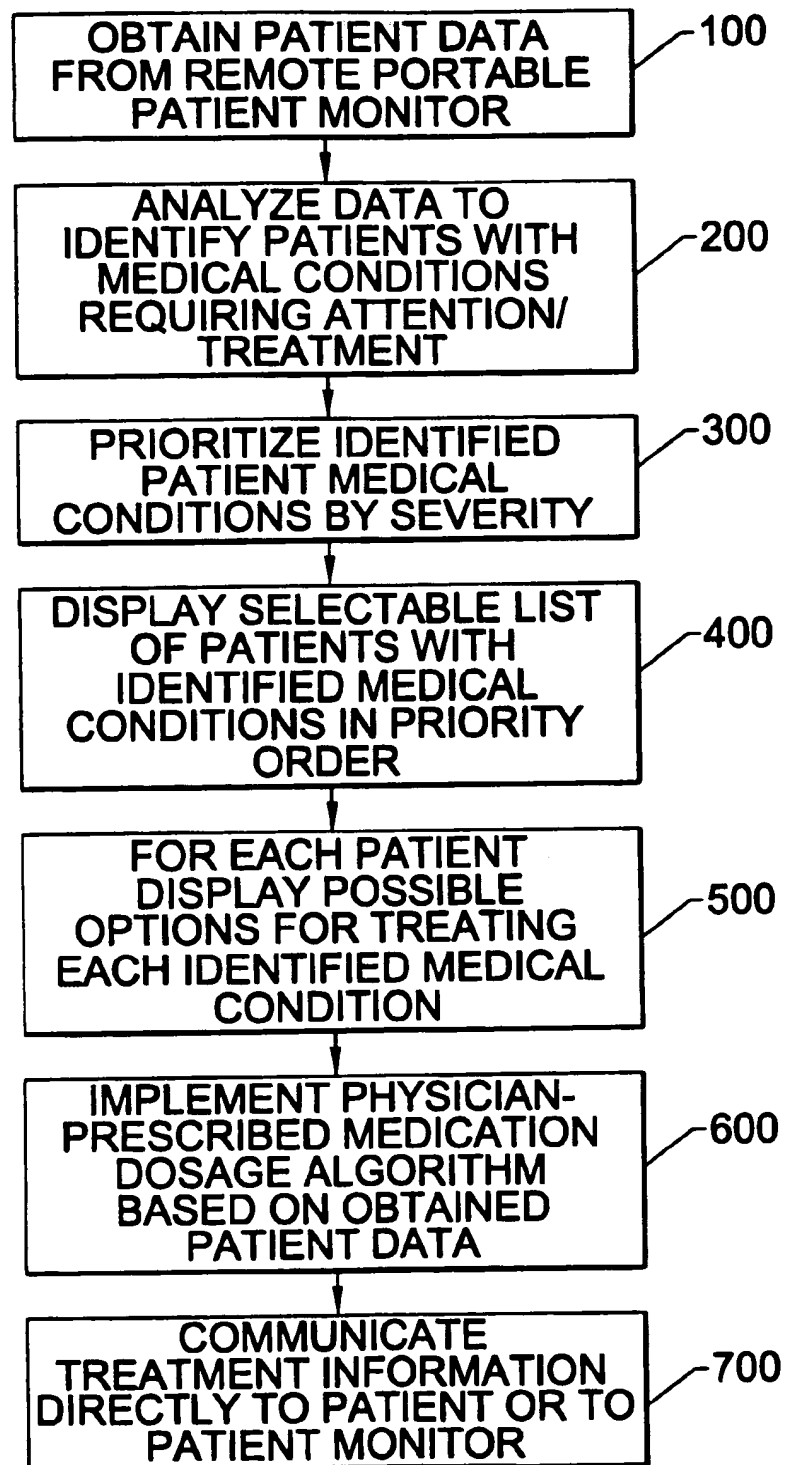 OBTAIN PATIENT DATA
FROM REMOTE PORTABLE
PATIENT MONITOR
100
ANALYZE DATA TO
IDENTIFY PATIENTS WITH
MEDICAL CONDITIONS
REQUIRING ATTENTION/
TREATMENT
200
PRIORITIZE IDENTIFIED
PATIENT MEDICAL
CONDITIONS BY SEVERITY
300
DISPLAY SELECTABLE LIST
OF PATIENTS WITH
IDENTIFIED MEDICAL
CONDITIONS IN PRIORITY
ORDER
400
FOR EACH PATIENT
DISPLAY POSSIBLE
OPTIONS FOR TREATING
EACH IDENTIFIED MEDICAL
CONDITION
500
IMPLEMENT PHYSICIAN-
PRESCRIBED MEDICATION
DOSAGE ALGORITHM
BASED ON OBTAINED
PATIENT DATA
600
COMMUNICATE
TREATMENT INFORMATION
DIRECTLY TO PATIENT OR TO
PATIENT MONITOR
700